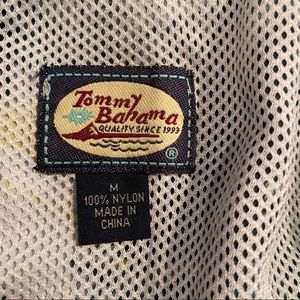 Tommy
Bahama
QUALITY SINCE 1993
®
M
100% NYLON
MADE IN
CHINA